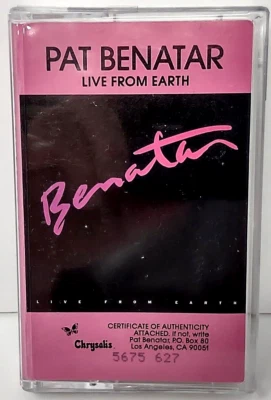 PAT BENATAR
LIVE FROM EARTH
Benatar
LIVE FROM EARTH
CERTIFICATE OF AUTHENTICITY
ATTACHED. If not, write
Pat Benatar, P.O. Box 80
Los Angeles, CA 90051
Chrysalis
5675 627